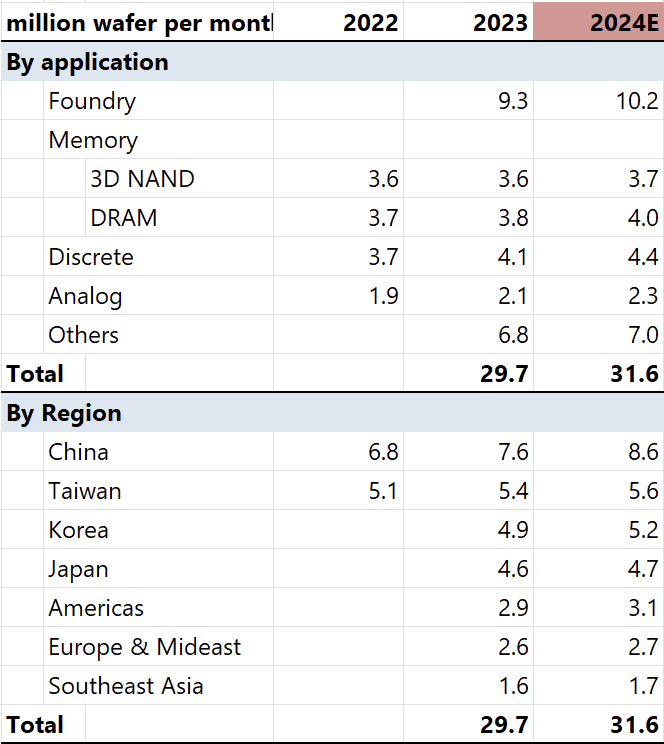 million wafer per mont 2022 2023 2024E
By application
Foundry 9.3 10.2
Memory
3D NAND 3.6 3.6 3.7
DRAM 3.7 3.8 4.0
Discrete 3.7 4.1 4.4
Analog 1.9 2.1 2.3
Others 6.8 7.0
Total 29.7 31.6
By Region
China 6.8 7.6 8.6
Taiwan 5.1 5.4 5.6
Korea 4.9 5.2
Japan 4.6 4.7
Americas 2.9 3.1
Europe & Mideast 2.6 2.7
Southeast Asia 1.6 1.7
Total 29.7 31.6